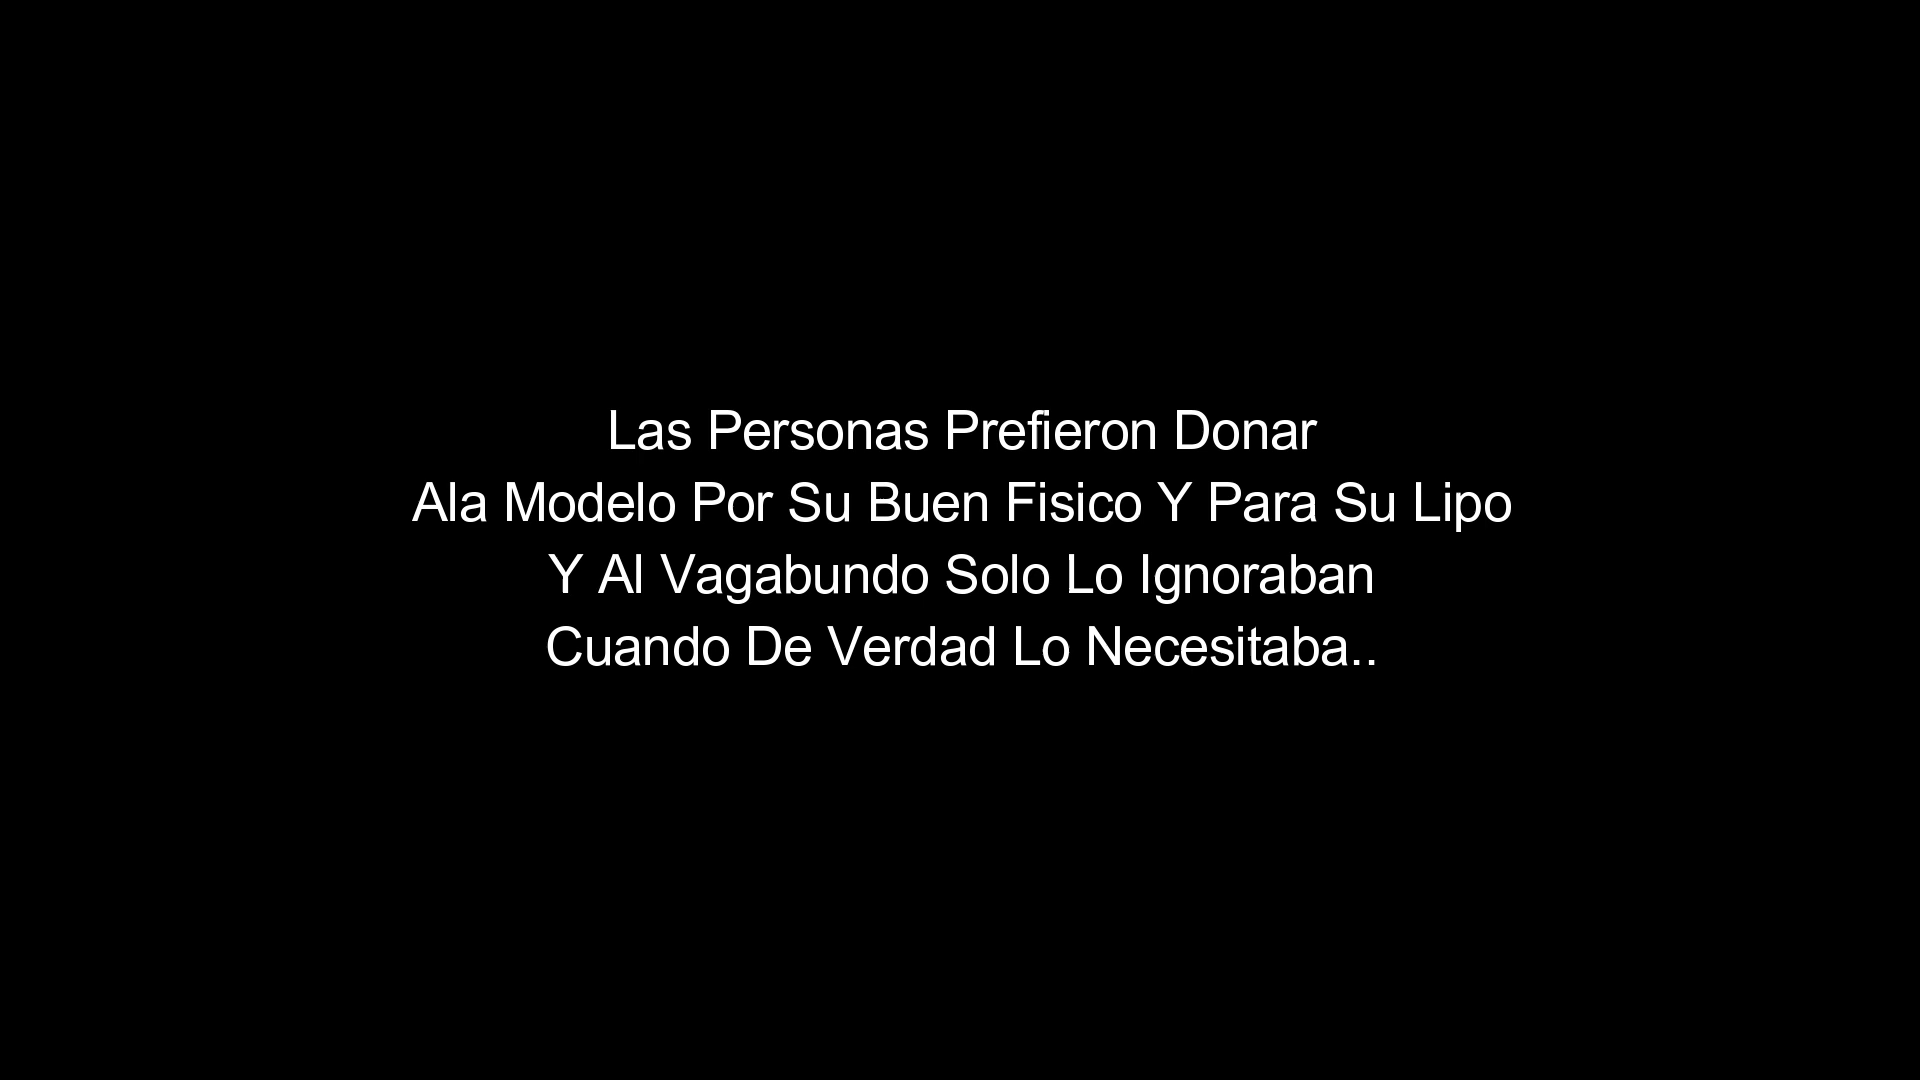 Las Personas Prefieron Donar
Ala Modelo Por Su Buen Fisico Y Para Su Lipo
Y Al Vagabundo Solo Lo Ignoraban
Cuando De Verdad Lo Necesitaba..